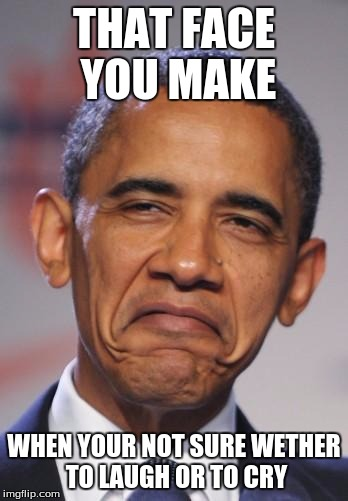 THAT FACE
YOU MAKE
WHEN YOUR NOT SURE WETHER
TO LAUGH OR TO CRY
imgflip.com